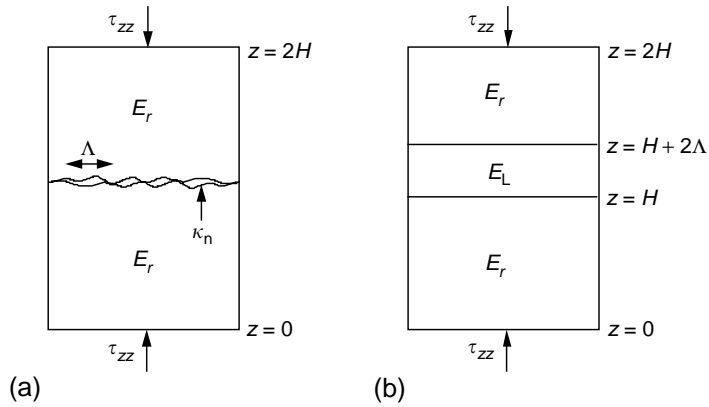 τzz
z = 2H
Er
Λ
κn
Er
z = 0
τzz
(a)
τzz
z = 2H
Er
z = H + 2Λ
EL
z = H
Er
z = 0
τzz
(b)